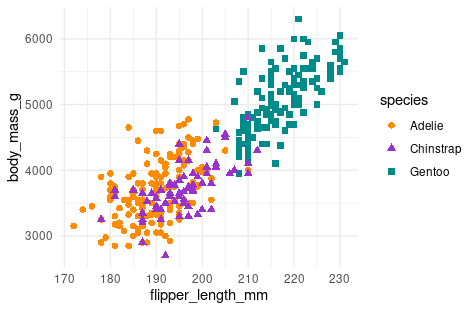 6000
5000
4000
3000
body_mass_g
170 180 190 200 210 220 230
flipper_length_mm
species
Adelie
Chinstrap
Gentoo